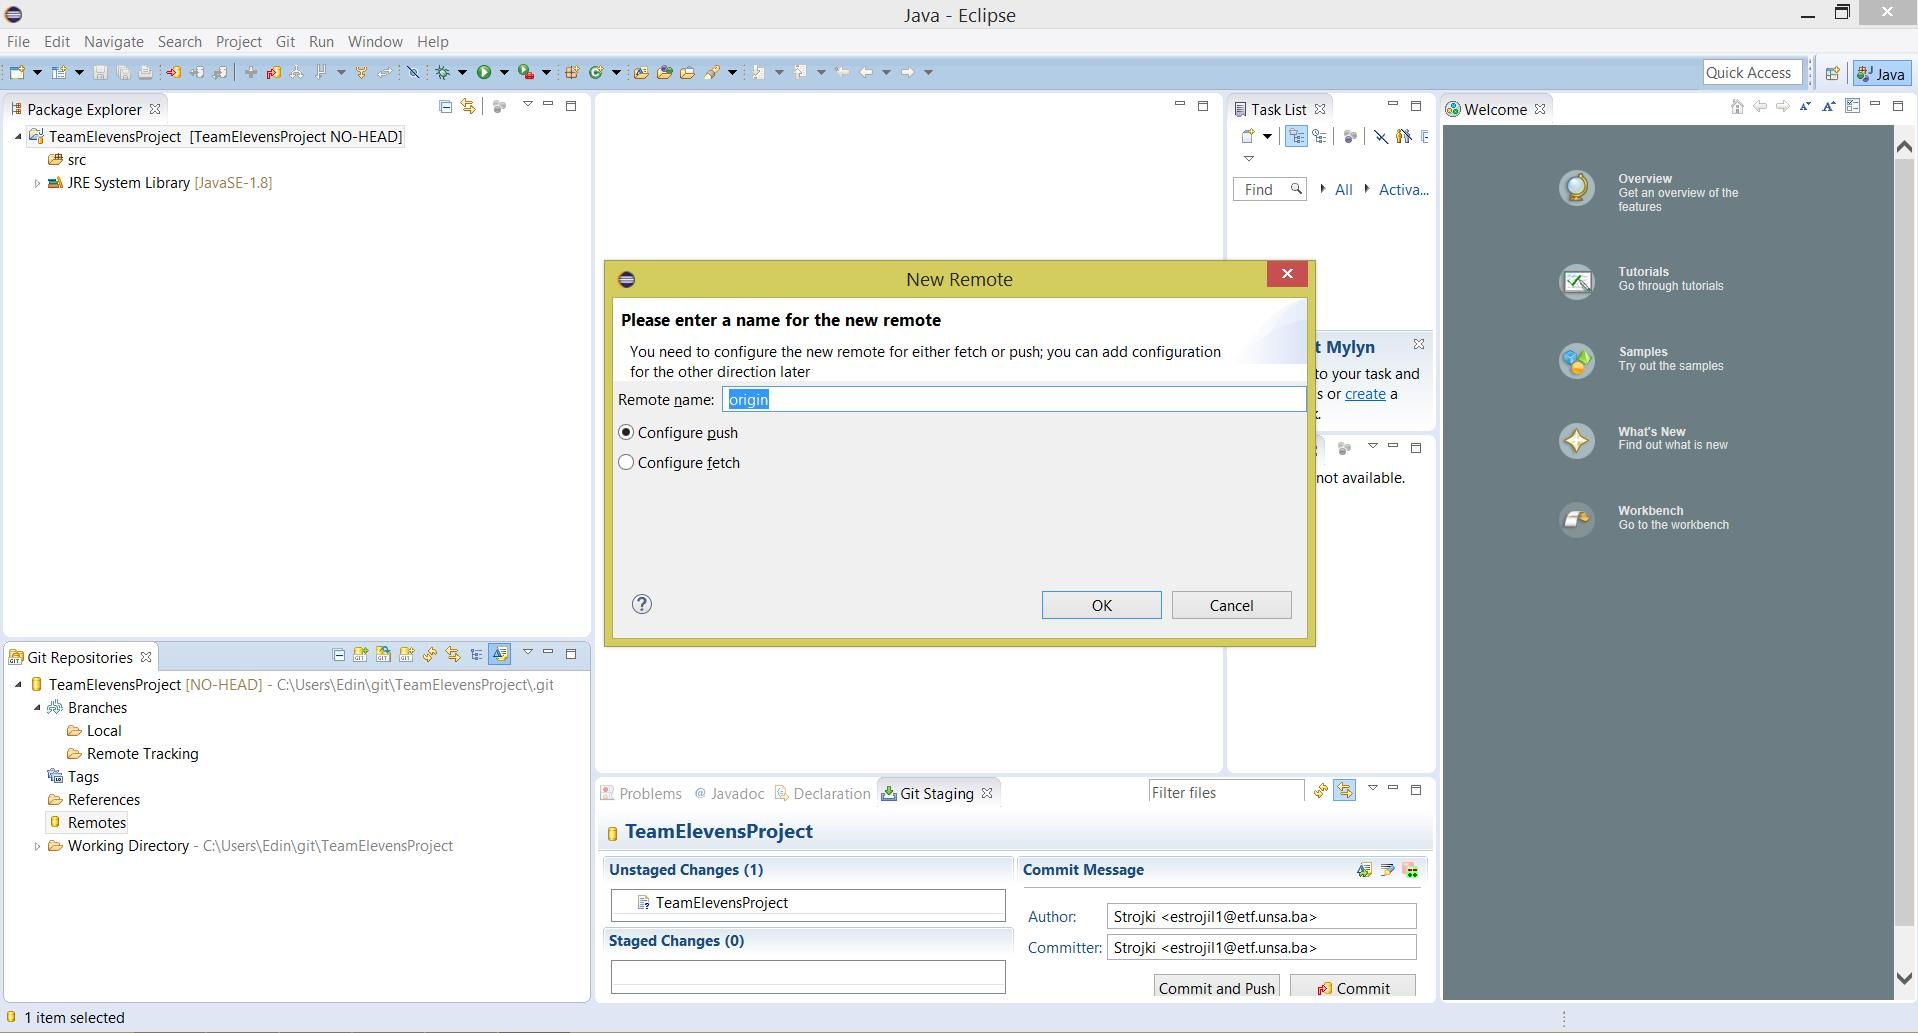 Java - Eclipse
File Edit Navigate Search Project Git Run Window Help
Quick Access
Java
Package Explorer
TeamElevensProject [TeamElevensProject NO-HEAD]
src
JRE System Library [JavaSE-1.8]
Task List
Find
All
Activa...
t Mylyn
to your task and
s or create a
not available.
Welcome
Overview
Get an overview of the
features
Tutorials
Go through tutorials
Samples
Try out the samples
What's New
Find out what is new
Workbench
Go to the workbench
New Remote
Please enter a name for the new remote
You need to configure the new remote for either fetch or push; you can add configuration
for the other direction later
Remote name: origin
Configure push
Configure fetch
OK
Cancel
Git Repositories
TeamElevensProject [NO-HEAD] - C:\Users\Edin\git\TeamElevensProject\.git
Branches
Local
Remote Tracking
Tags
References
Remotes
Working Directory - C:\Users\Edin\git\TeamElevensProject
Problems
@ Javadoc
Declaration
Git Staging
Filter files
TeamElevensProject
Unstaged Changes (1)
TeamElevensProject
Staged Changes (0)
Commit Message
Author: Strojki <estrojil1@etf.unsa.ba>
Committer: Strojki <estrojil1@etf.unsa.ba>
Commit and Push
Commit
1 item selected